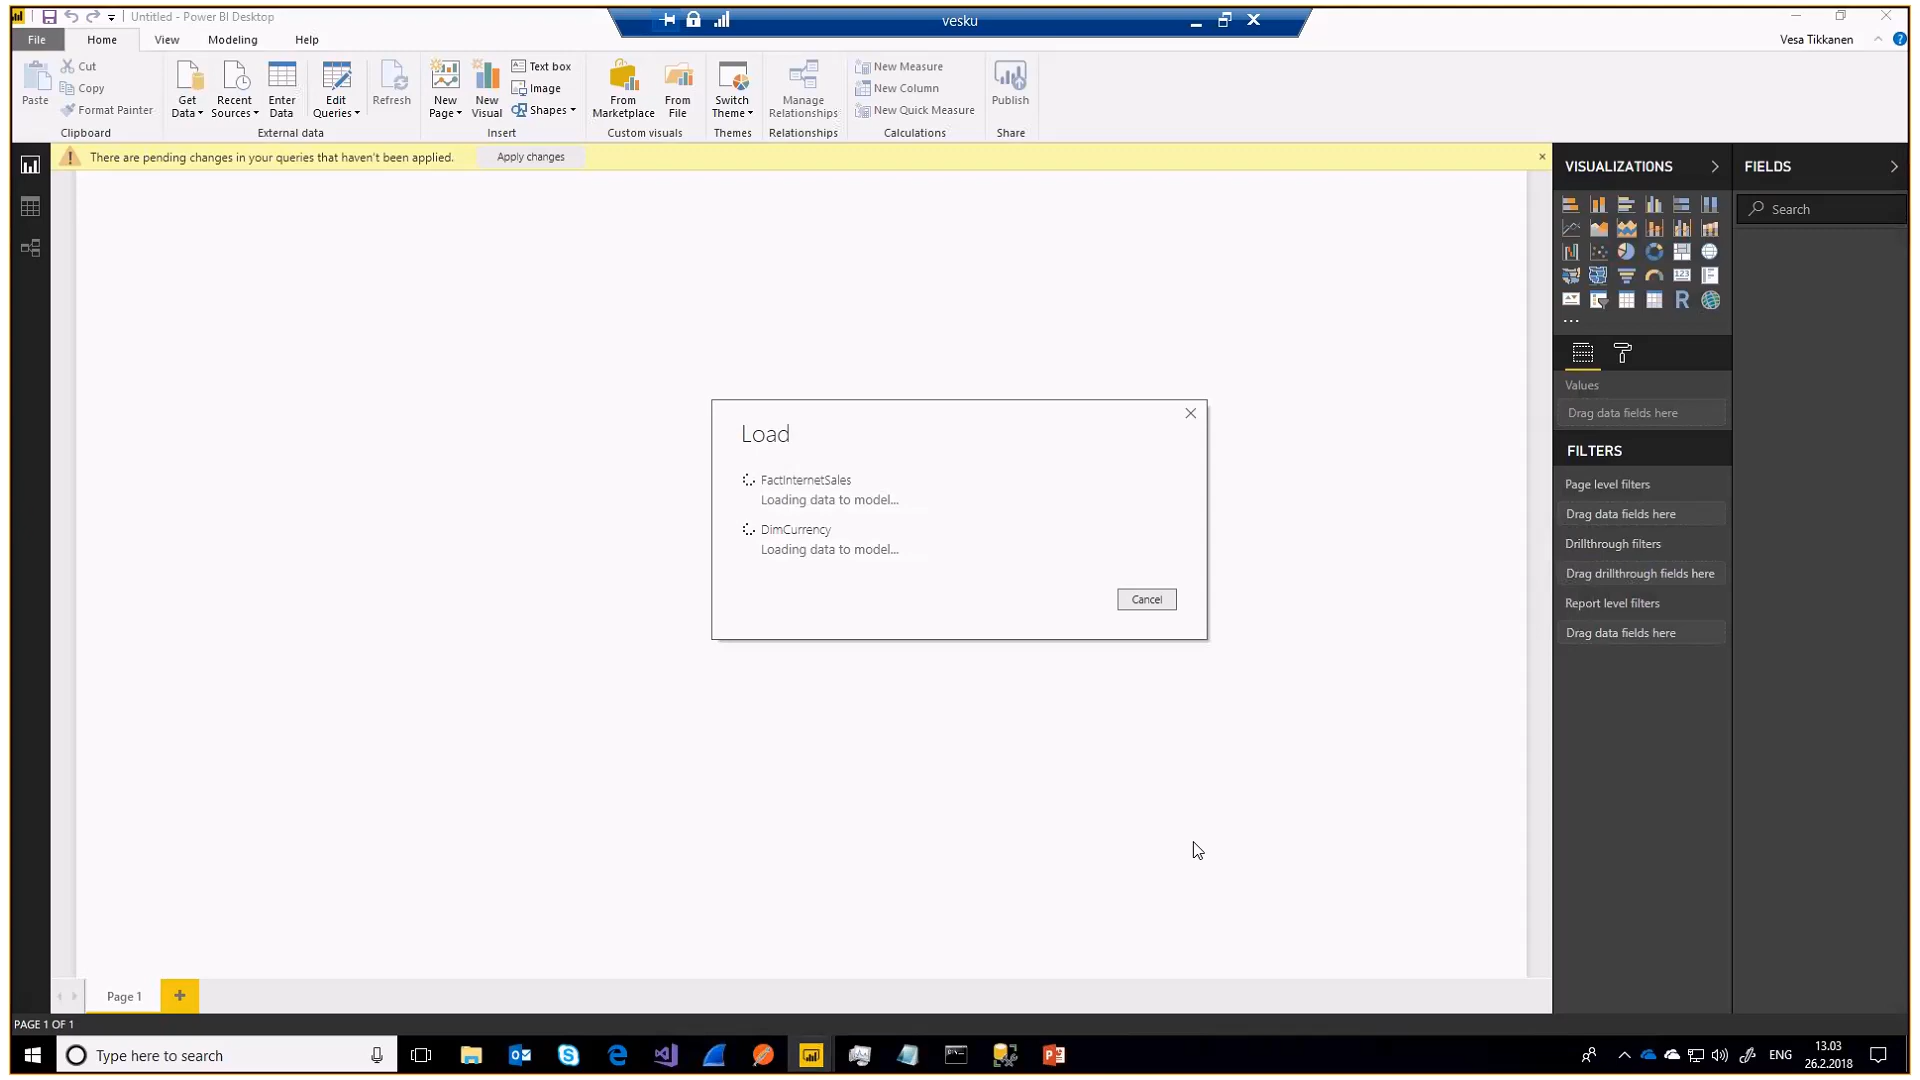 Untitled - Power BI Desktop
vesku
File
Home
View
Modeling
Help
Vesa Tikkanen
Paste
Cut
Copy
Format Painter
Clipboard
Get
Data
Recent
Sources
Enter
Data
Edit
Queries
Refresh
External data
New
Page
New
Visual
Text box
Image
Shapes
Insert
From
Marketplace
From
File
Custom visuals
Switch
Theme
Themes
Manage
Relationships
Relationships
New Measure
New Column
New Quick Measure
Calculations
Publish
Share
There are pending changes in your queries that haven't been applied.
Apply changes
VISUALIZATIONS
FIELDS
Search
123
R
Values
Drag data fields here
FILTERS
Page level filters
Drag data fields here
Drillthrough filters
Drag drillthrough fields here
Report level filters
Drag data fields here
Load
FactInternetSales
Loading data to model...
DimCurrency
Loading data to model...
Cancel
Page 1
PAGE 1 OF 1
Type here to search
ENG
13.03
26.2.2018